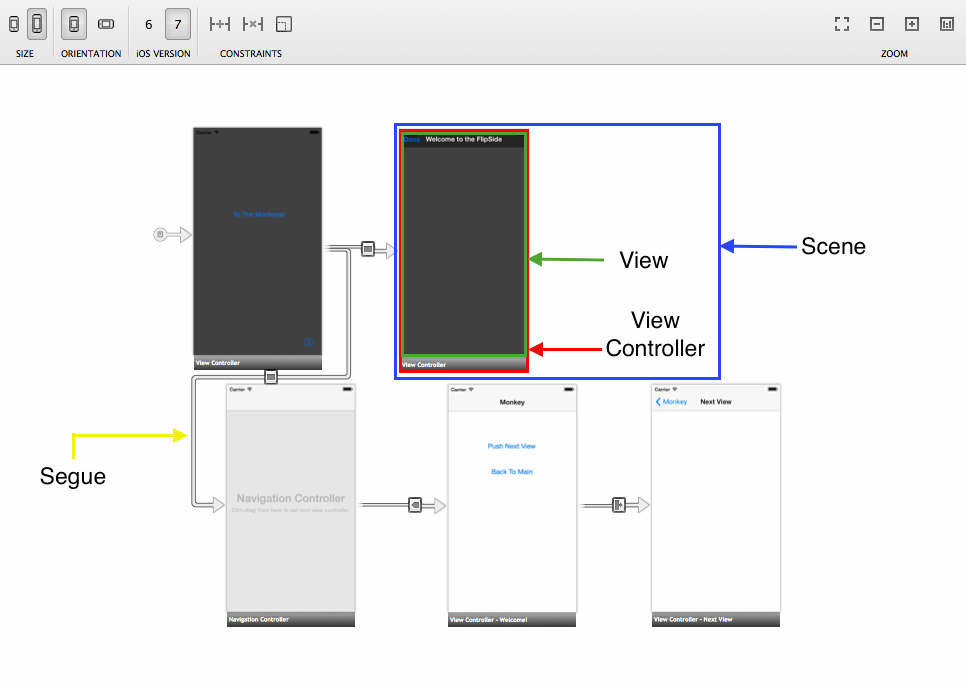 6 7
SIZE ORIENTATION iOS VERSION CONSTRAINTS ZOOM
Carrier
Done Welcome to the FlipSide
To The Monkeys!
Scene
View
View
Controller
View Controller
View Controller
Carrier
Carrier
Carrier
Monkey
Monkey Next View
Push Next View
Back To Main
Segue
Navigation Controller
Ctrl-drag from here to set root view controller.
Navigation Controller
View Controller - Welcome!
View Controller - Next View